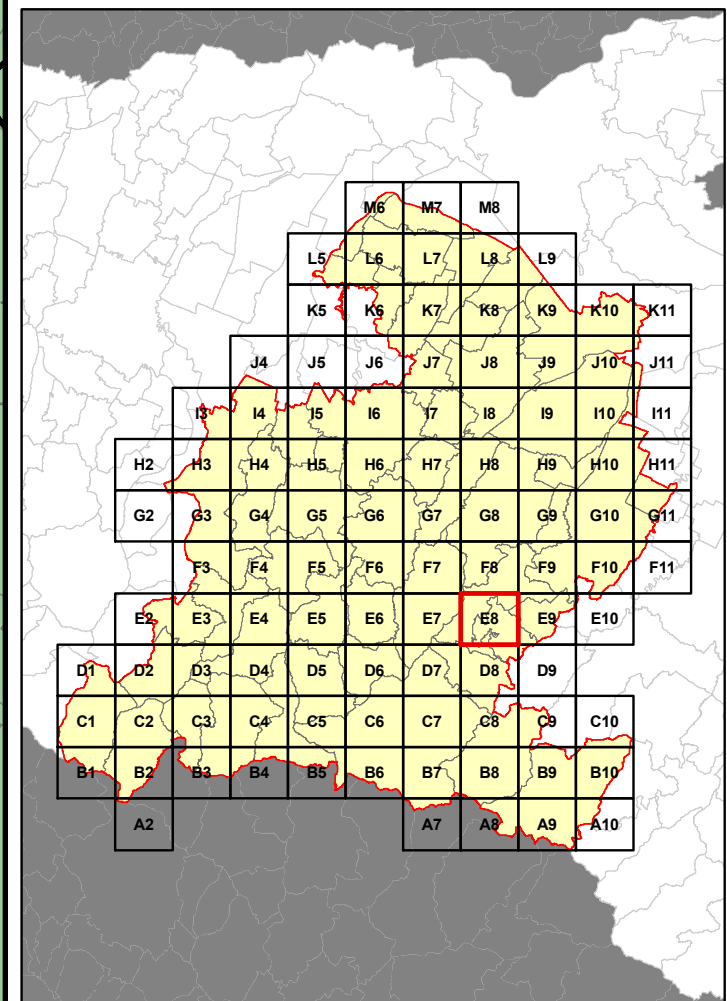 M6 M7 M8
L5 L6 L7 L8 L9
K5 K6 K7 K8 K9 K10 K11
J4 J5 J6 J7 J8 J9 J10 J11
I3 I4 I5 I6 I7 I8 I9 I10 I11
H2 H3 H4 H5 H6 H7 H8 H9 H10 H11
G2 G3 G4 G5 G6 G7 G8 G9 G10 G11
F3 F4 F5 F6 F7 F8 F9 F10 F11
E2 E3 E4 E5 E6 E7 E8 E9 E10
D1 D2 D3 D4 D5 D6 D7 D8 D9
C1 C2 C3 C4 C5 C6 C7 C8 C9 C10
B1 B2 B3 B4 B5 B6 B7 B8 B9 B10
A2 A7 A8 A9 A10